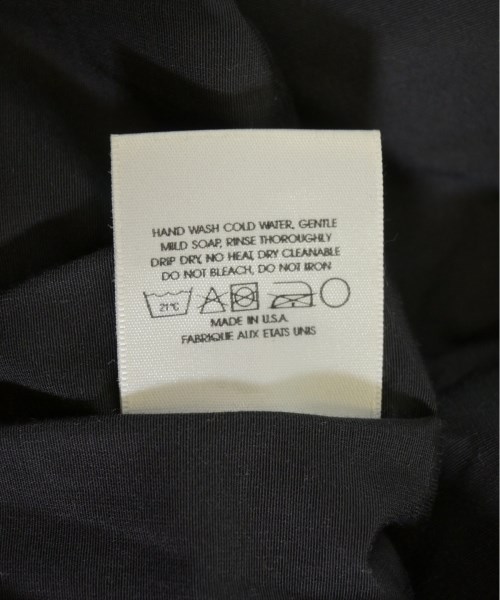 HAND WASH COLD WATER, GENTLE
MILD SOAP, RINSE THOROUGHLY
DRIP DRY, NO HEAT, DRY CLEANABLE
DO NOT BLEACH, DO NOT IRON
21°C
MADE IN U.S.A.
FABRIQUE AUX ETATS UNIS